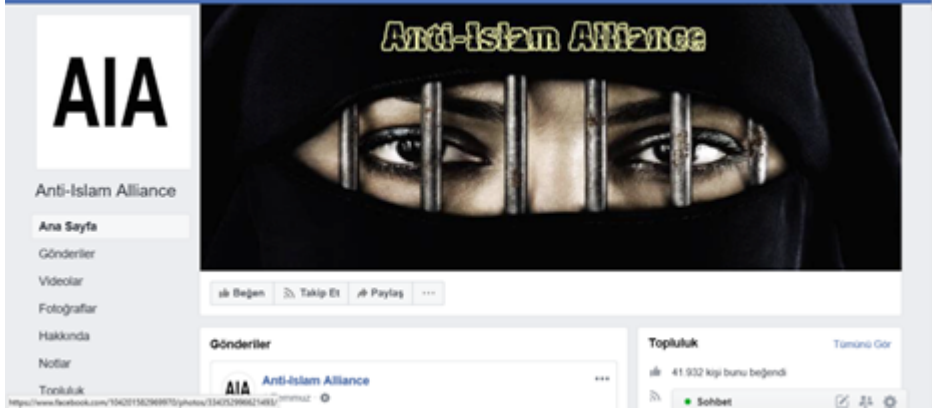 Anti-Islam Alliance
AIA
Anti-Islam Alliance
Ana Sayfa
Gönderiler
Videolar
Fotoğraflar
Hakkında
Notlar
Topluluk
Beğen Takip Et Paylaş ...
Gönderiler
AIA
Anti-Islam Alliance
...
Topluluk
Tümünü Gör
41.932 kişi bunu beğendi
Sohbet